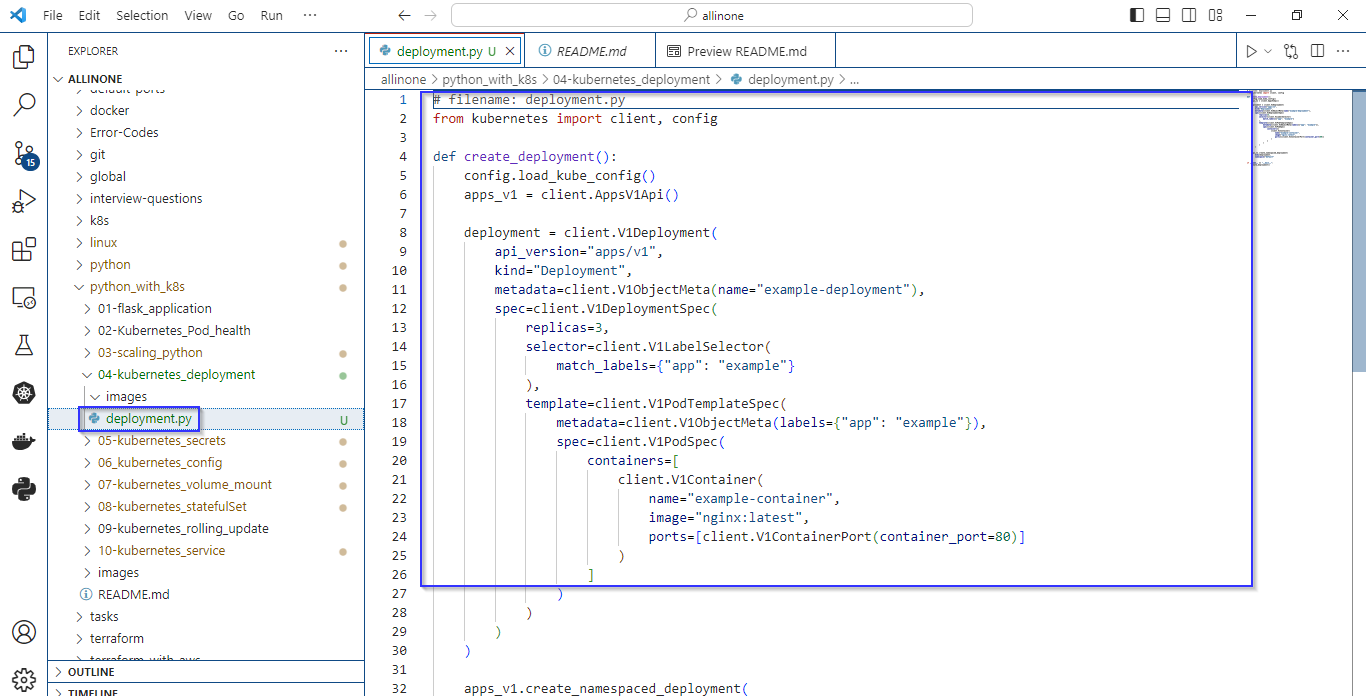 File Edit Selection View Go Run ... allinone
EXPLORER ...
ALLINONE
default-ports
docker
Error-Codes
git
global
interview-questions
k8s
linux
python
python_with_k8s
01-flask_application
02-Kubernetes_Pod_health
03-scaling_python
04-kubernetes_deployment
images
deployment.py U
05-kubernetes_secrets
06_kubernetes_config
07-kubernetes_volume_mount
08-kubernetes_statefulSet
09-kubernetes_rolling_update
10-kubernetes_service
images
README.md
tasks
terraform
terraform_with_aws
OUTLINE
TIMELINE
15
deployment.py U README.md Preview README.md
allinone > python_with_k8s > 04-kubernetes_deployment > deployment.py > ...
1 # filename: deployment.py
2 from kubernetes import client, config
3
4 def create_deployment():
5 config.load_kube_config()
6 apps_v1 = client.AppsV1Api()
7
8 deployment = client.V1Deployment(
9 api_version="apps/v1",
10 kind="Deployment",
11 metadata=client.V1ObjectMeta(name="example-deployment"),
12 spec=client.V1DeploymentSpec(
13 replicas=3,
14 selector=client.V1LabelSelector(
15 match_labels={"app": "example"}
16 ),
17 template=client.V1PodTemplateSpec(
18 metadata=client.V1ObjectMeta(labels={"app": "example"}),
19 spec=client.V1PodSpec(
20 containers=[
21 client.V1Container(
22 name="example-container",
23 image="nginx:latest",
24 ports=[client.V1ContainerPort(container_port=80)]
25 )
26 ]
27 )
28 )
29 )
30 )
31
32 apps_v1.create_namespaced_deployment(